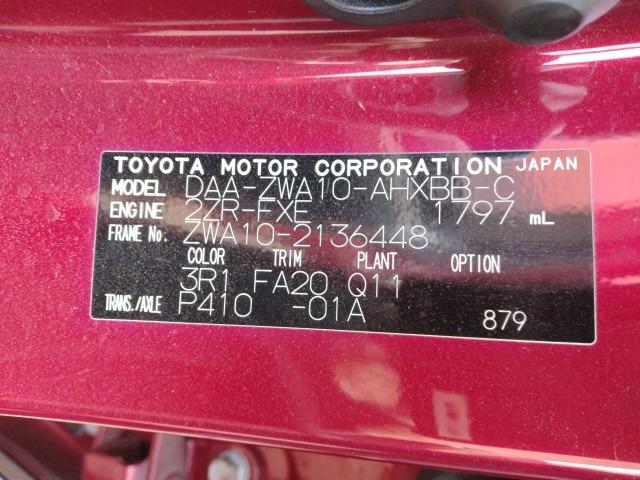 TOYOTA MOTOR CORPORATION JAPAN
MODEL DAA-ZWA10-AHXBB-C
ENGINE 2ZR-FXE 1797 mL
FRAME No. ZWA10-2136448
COLOR TRIM PLANT OPTION
3R1 FA20 Q11
TRANS./AXLE P410 -01A
879